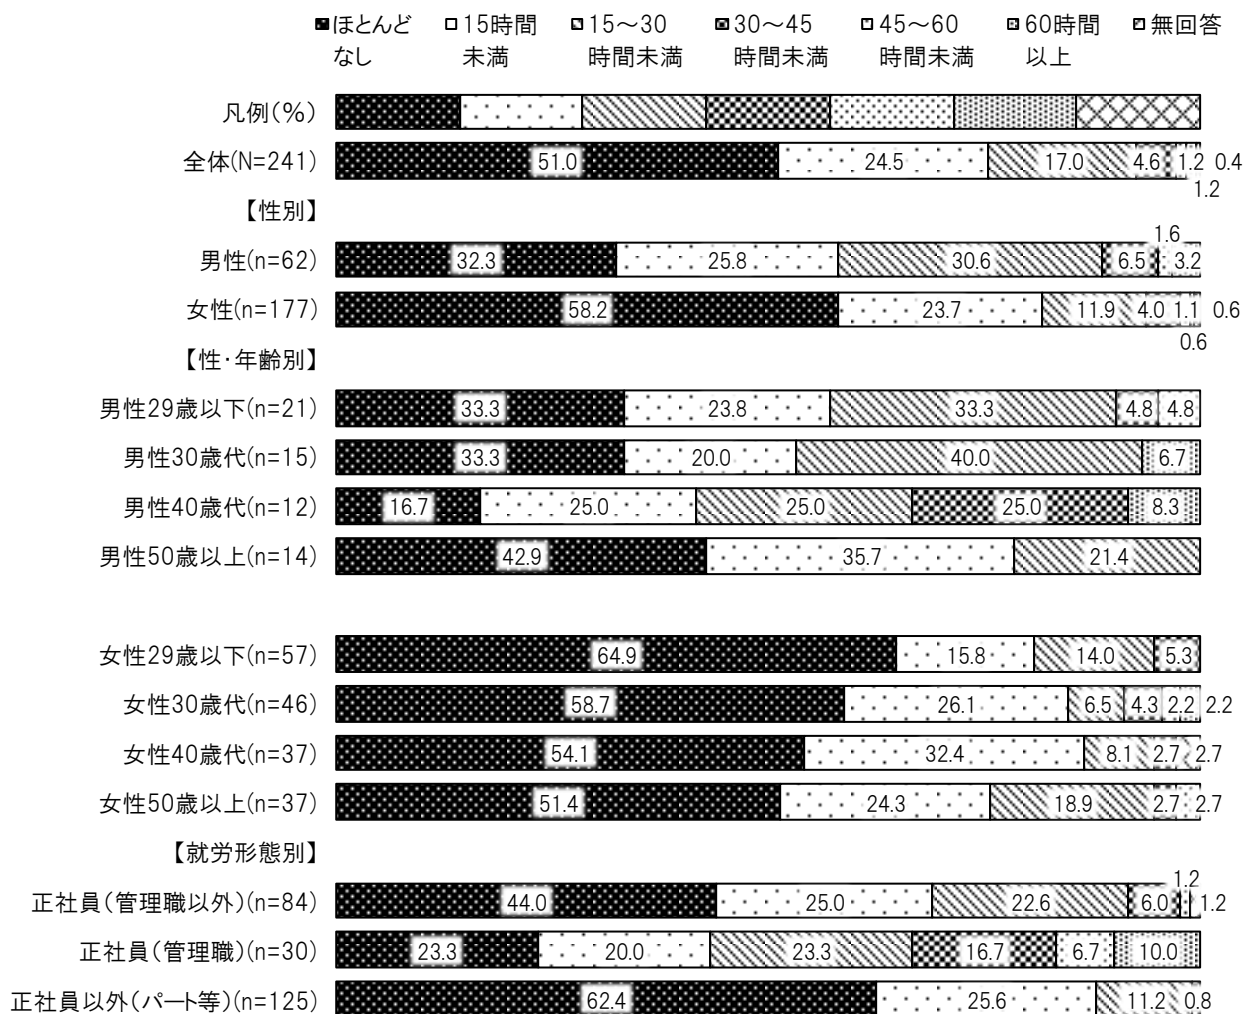 ほとんど 15時間 15～30 30～45 45～60 60時間 無回答
なし 未満 時間未満 時間未満 時間未満 以上
凡例(％)
全体(N=241) 51.0 24.5 17.0 4.6 1.2 0.4
1.2
【性別】
1.6
男性(n=62) 32.3 25.8 30.6 6.5 3.2
女性(n=177) 58.2 23.7 11.9 4.0 1.1 0.6
0.6
【性・年齢別】
男性29歳以下(n=21) 33.3 23.8 33.3 4.8 4.8
男性30歳代(n=15) 33.3 20.0 40.0 6.7
男性40歳代(n=12) 16.7 25.0 25.0 25.0 8.3
男性50歳以上(n=14) 42.9 35.7 21.4
女性29歳以下(n=57) 64.9 15.8 14.0 5.3
女性30歳代(n=46) 58.7 26.1 6.5 4.3 2.2 2.2
女性40歳代(n=37) 54.1 32.4 8.1 2.7 2.7
女性50歳以上(n=37) 51.4 24.3 18.9 2.7 2.7
【就労形態別】
1.2
正社員(管理職以外)(n=84) 44.0 25.0 22.6 6.0 1.2
正社員(管理職)(n=30) 23.3 20.0 23.3 16.7 6.7 10.0
正社員以外(パート等)(n=125) 62.4 25.6 11.2 0.8